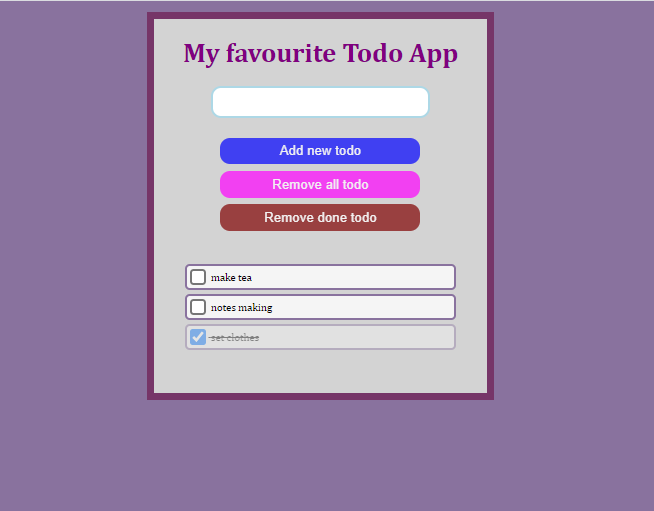 My favourite Todo App
Add new todo
Remove all todo
Remove done todo
make tea
notes making
set clothes